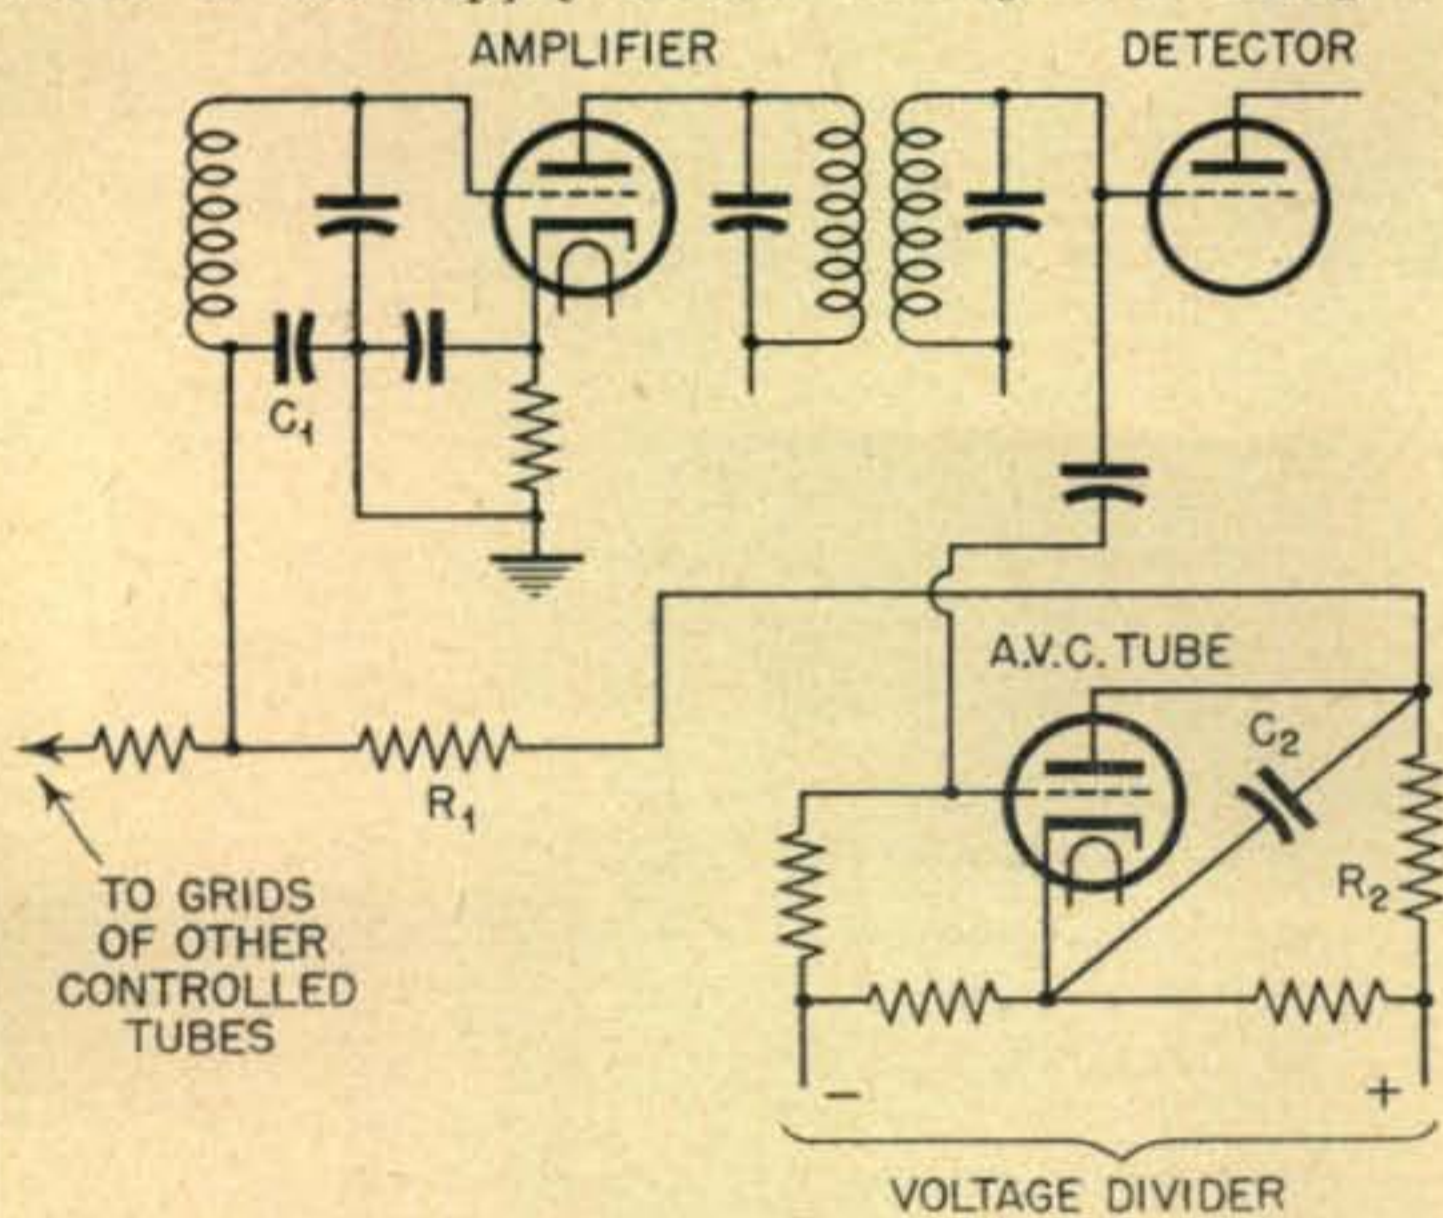 AMPLIFIER
DETECTOR
C1
A.V.C. TUBE
C2
R1
R2
TO GRIDS
OF OTHER
CONTROLLED
TUBES
− +
VOLTAGE DIVIDER